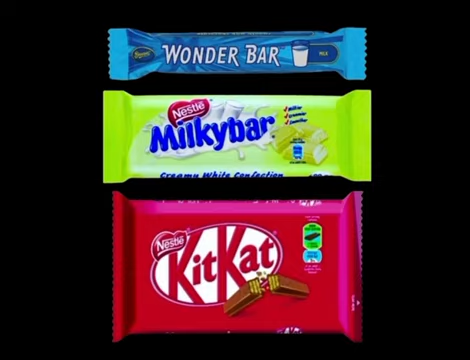 WONDER BAR
MILK
Nestlé
Milkybar
Creamy White Confection
Nestlé
KitKat